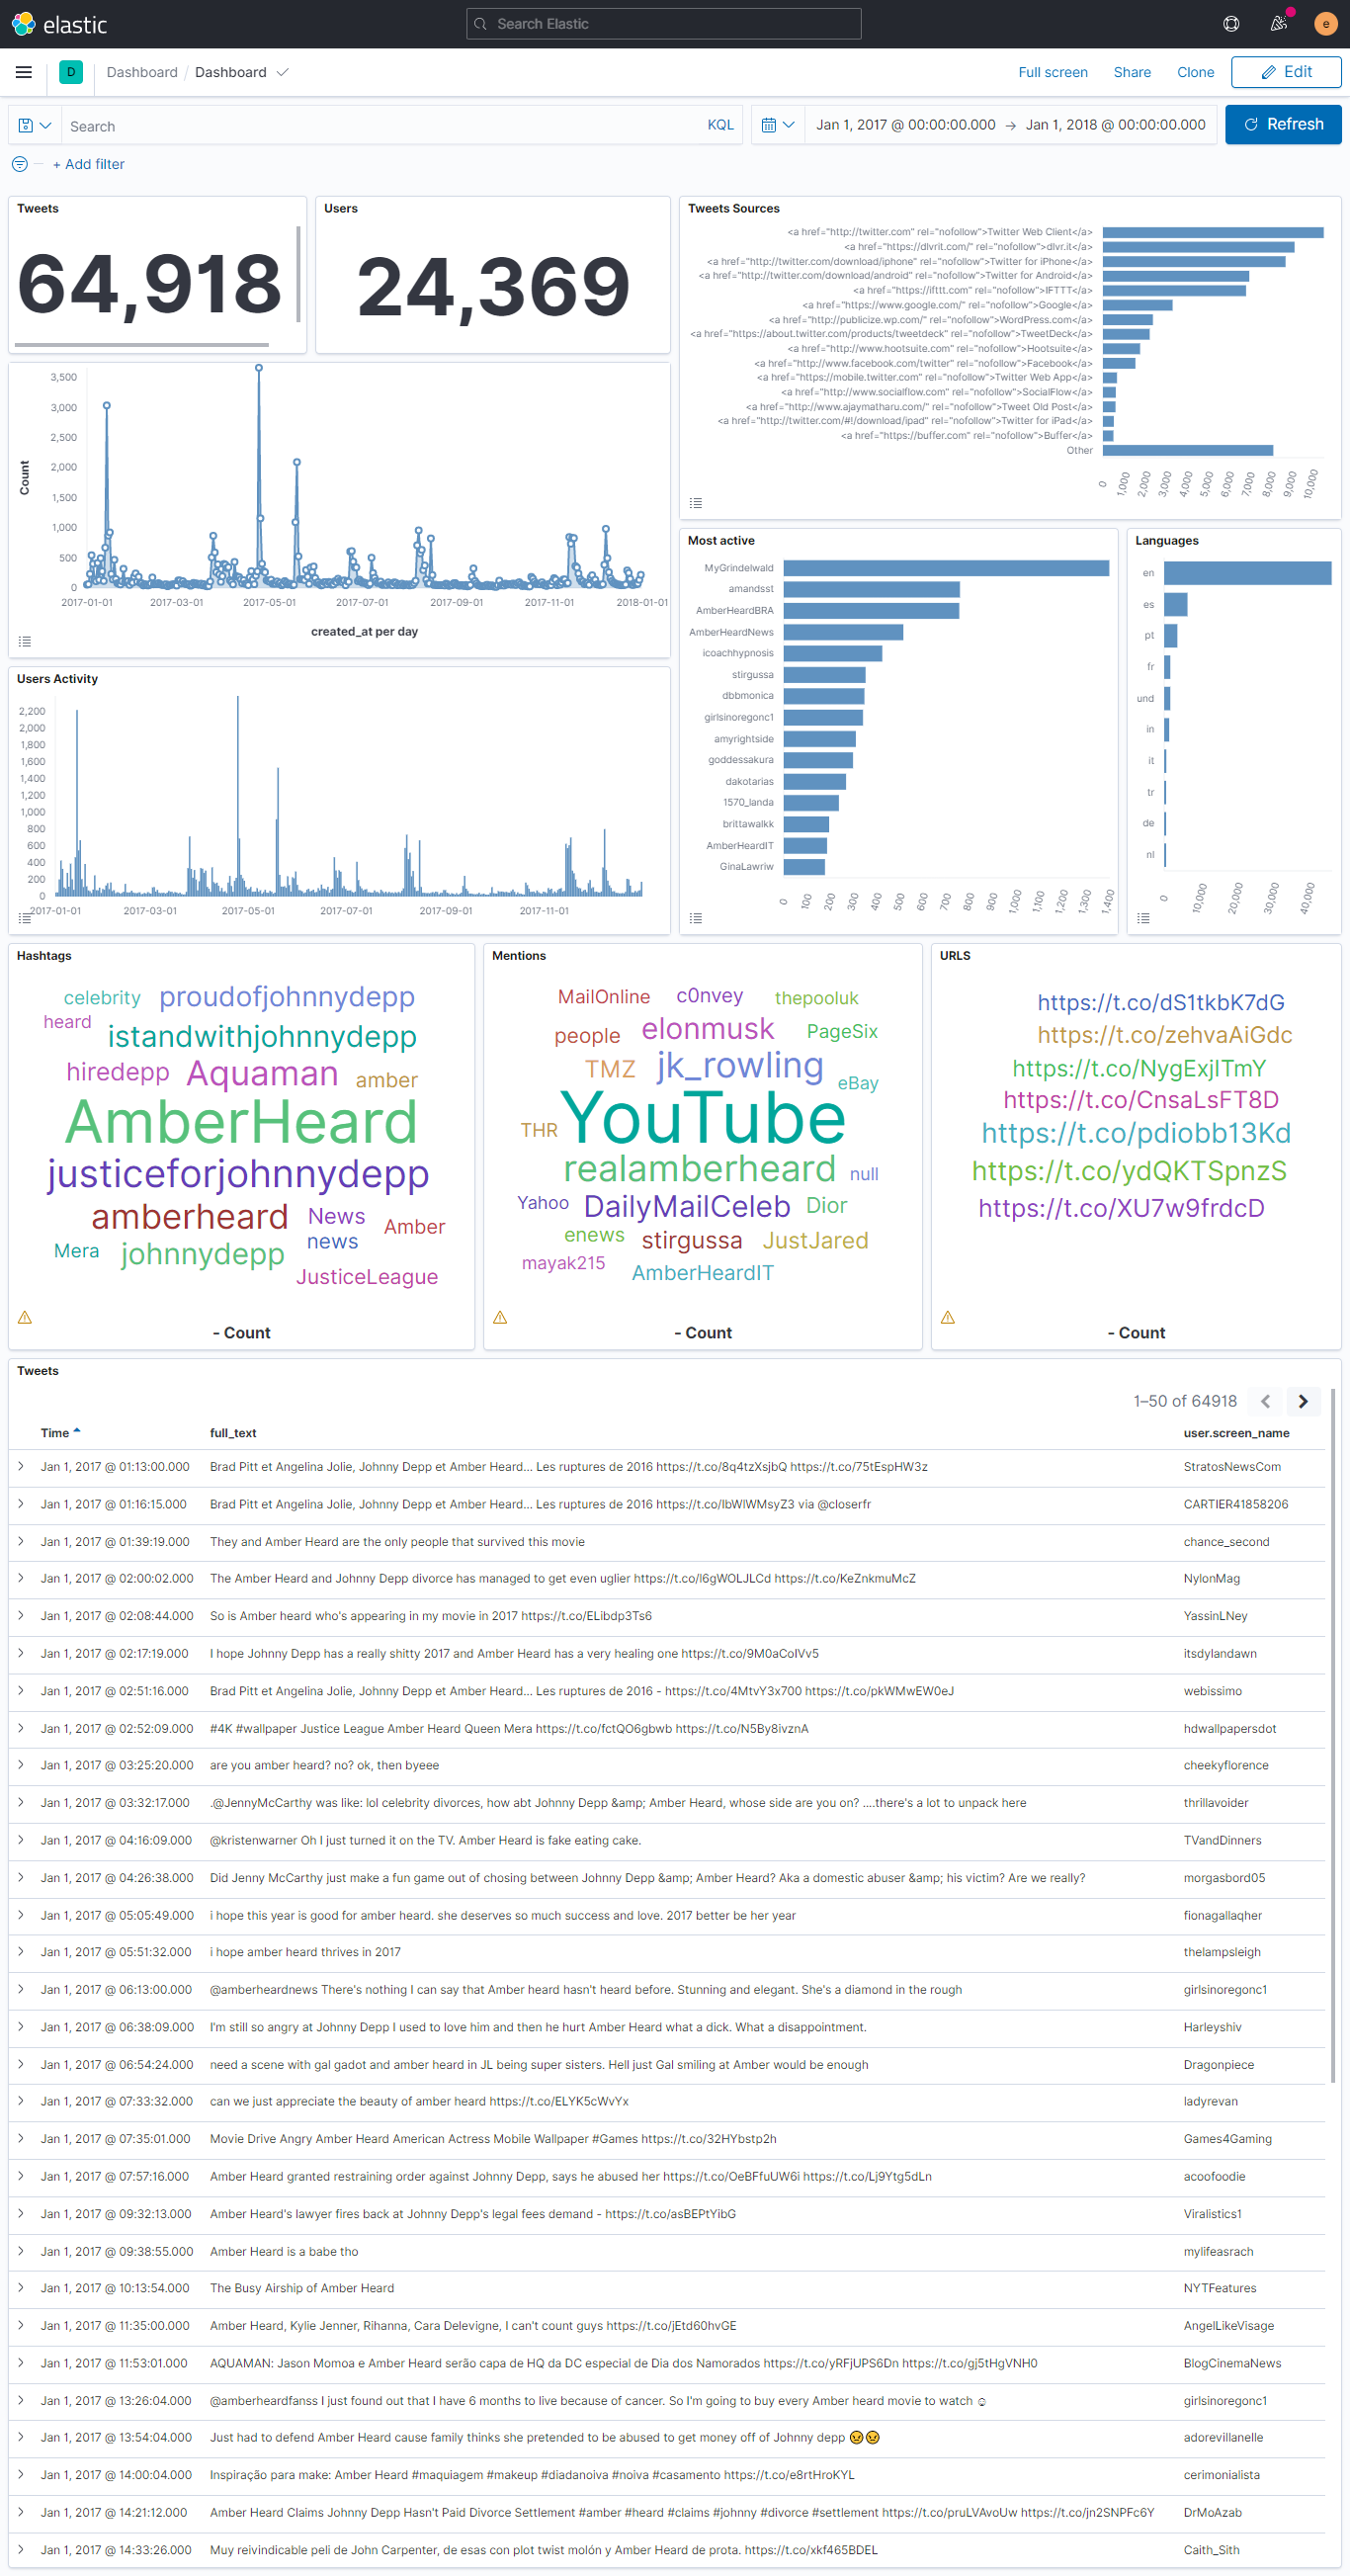 elastic
Search Elastic
e
D
Dashboard / Dashboard
Full screen
Share
Clone
Edit
Search
KQL
Jan 1, 2017 @ 00:00:00.000 → Jan 1, 2018 @ 00:00:00.000
Refresh
+ Add filter
Tweets
64,918
Users
24,369
Tweets Sources
<a href="http://twitter.com" rel="nofollow">Twitter Web Client</a>
<a href="https://dlvrit.com/" rel="nofollow">dlvr.it</a>
<a href="http://twitter.com/download/iphone" rel="nofollow">Twitter for iPhone</a>
<a href="http://twitter.com/download/android" rel="nofollow">Twitter for Android</a>
<a href="https://ifttt.com" rel="nofollow">IFTTT</a>
<a href="https://www.google.com/" rel="nofollow">Google</a>
<a href="http://publicize.wp.com/" rel="nofollow">WordPress.com</a>
<a href="https://about.twitter.com/products/tweetdeck" rel="nofollow">TweetDeck</a>
<a href="http://www.hootsuite.com" rel="nofollow">Hootsuite</a>
<a href="http://www.facebook.com/twitter" rel="nofollow">Facebook</a>
<a href="https://mobile.twitter.com" rel="nofollow">Twitter Web App</a>
<a href="http://www.socialflow.com" rel="nofollow">SocialFlow</a>
<a href="http://www.ajaymatharu.com/" rel="nofollow">Tweet Old Post</a>
<a href="http://twitter.com/#!/download/ipad" rel="nofollow">Twitter for iPad</a>
<a href="https://buffer.com" rel="nofollow">Buffer</a>
Other
0 1,000 2,000 3,000 4,000 5,000 6,000 7,000 8,000 9,000 10,000
Count
3,500
3,000
2,500
2,000
1,500
1,000
500
0
2017-01-01 2017-03-01 2017-05-01 2017-07-01 2017-09-01 2017-11-01 2018-01-01
created_at per day
Users Activity
2,200
2,000
1,800
1,600
1,400
1,200
1,000
800
600
400
200
0
2017-01-01 2017-03-01 2017-05-01 2017-07-01 2017-09-01 2017-11-01
Most active
MyGrindelwald
amandsst
AmberHeardBRA
AmberHeardNews
icoachhypnosis
stirgussa
dbbmonica
girlsinoregonc1
amyrightside
goddessakura
dakotarias
1570_landa
brittawalkk
AmberHeardIT
GinaLawriw
0 100 200 300 400 500 600 700 800 900 1,000 1,100 1,200 1,300 1,400
Languages
en
es
pt
fr
und
in
it
tr
de
nl
0 10,000 20,000 30,000 40,000
Hashtags
celebrity proudofjohnnydepp
heard
istandwithjohnnydepp
hiredepp Aquaman amber
AmberHeard
justiceforjohnnydepp
amberheard News Amber
Mera johnnydepp news
JusticeLeague
- Count
Mentions
MailOnline c0nvey thepooluk
people elonmusk PageSix
TMZ jk_rowling eBay
THR YouTube
realamberheard null
Yahoo DailyMailCeleb Dior
enews stirgussa JustJared
mayak215 AmberHeardIT
- Count
URLS
https://t.co/dS1tkbK7dG
https://t.co/zehvaAiGdc
https://t.co/NygExjITmY
https://t.co/CnsaLsFT8D
https://t.co/pdiobb13Kd
https://t.co/ydQKTSpnzS
https://t.co/XU7w9frdcD
- Count
Tweets
1–50 of 64918
Time full_text user.screen_name
Jan 1, 2017 @ 01:13:00.000 Brad Pitt et Angelina Jolie, Johnny Depp et Amber Heard... Les ruptures de 2016 https://t.co/8q4tzXsjbQ https://t.co/75tEspHW3z StratosNewsCom
Jan 1, 2017 @ 01:16:15.000 Brad Pitt et Angelina Jolie, Johnny Depp et Amber Heard... Les ruptures de 2016 https://t.co/IbWlWMsyZ3 via @closerfr CARTIER41858206
Jan 1, 2017 @ 01:39:19.000 They and Amber Heard are the only people that survived this movie chance_second
Jan 1, 2017 @ 02:00:02.000 The Amber Heard and Johnny Depp divorce has managed to get even uglier https://t.co/l6gWOLJLCd https://t.co/KeZnkmuMcZ NylonMag
Jan 1, 2017 @ 02:08:44.000 So is Amber heard who's appearing in my movie in 2017 https://t.co/ELibdp3Ts6 YassinLNey
Jan 1, 2017 @ 02:17:19.000 I hope Johnny Depp has a really shitty 2017 and Amber Heard has a very healing one https://t.co/9M0aCoIVv5 itsdylandawn
Jan 1, 2017 @ 02:51:16.000 Brad Pitt et Angelina Jolie, Johnny Depp et Amber Heard... Les ruptures de 2016 - https://t.co/4MtvY3x700 https://t.co/pkWMwEW0eJ webissimo
Jan 1, 2017 @ 02:52:09.000 #4K #wallpaper Justice League Amber Heard Queen Mera https://t.co/fctQO6gbwb https://t.co/N5By8ivznA hdwallpapersdot
Jan 1, 2017 @ 03:25:20.000 are you amber heard? no? ok, then byeee cheekyflorence
Jan 1, 2017 @ 03:32:17.000 .@JennyMcCarthy was like: lol celebrity divorces, how abt Johnny Depp &amp; Amber Heard, whose side are you on? ....there's a lot to unpack here thrillavoider
Jan 1, 2017 @ 04:16:09.000 @kristenwarner Oh I just turned it on the TV. Amber Heard is fake eating cake. TVandDinners
Jan 1, 2017 @ 04:26:38.000 Did Jenny McCarthy just make a fun game out of chosing between Johnny Depp &amp; Amber Heard? Aka a domestic abuser &amp; his victim? Are we really? morgasbord05
Jan 1, 2017 @ 05:05:49.000 i hope this year is good for amber heard. she deserves so much success and love. 2017 better be her year fionagallaqher
Jan 1, 2017 @ 05:51:32.000 i hope amber heard thrives in 2017 thelampsleigh
Jan 1, 2017 @ 06:13:00.000 @amberheardnews There's nothing I can say that Amber heard hasn't heard before. Stunning and elegant. She's a diamond in the rough girlsinoregonc1
Jan 1, 2017 @ 06:38:09.000 I'm still so angry at Johnny Depp I used to love him and then he hurt Amber Heard what a dick. What a disappointment. Harleyshiv
Jan 1, 2017 @ 06:54:24.000 need a scene with gal gadot and amber heard in JL being super sisters. Hell just Gal smiling at Amber would be enough Dragonpiece
Jan 1, 2017 @ 07:33:32.000 can we just appreciate the beauty of amber heard https://t.co/ELYK5cWvYx ladyrevan
Jan 1, 2017 @ 07:35:01.000 Movie Drive Angry Amber Heard American Actress Mobile Wallpaper #Games https://t.co/32HYbstp2h Games4Gaming
Jan 1, 2017 @ 07:57:16.000 Amber Heard granted restraining order against Johnny Depp, says he abused her https://t.co/OeBFfuUW6i https://t.co/Lj9Ytg5dLn acoofoodie
Jan 1, 2017 @ 09:32:13.000 Amber Heard's lawyer fires back at Johnny Depp's legal fees demand - https://t.co/asBEPtYibG Viralistics1
Jan 1, 2017 @ 09:38:55.000 Amber Heard is a babe tho mylifeasrach
Jan 1, 2017 @ 10:13:54.000 The Busy Airship of Amber Heard NYTFeatures
Jan 1, 2017 @ 11:35:00.000 Amber Heard, Kylie Jenner, Rihanna, Cara Delevigne, I can't count guys https://t.co/jEtd60hvGE AngelLikeVisage
Jan 1, 2017 @ 11:53:01.000 AQUAMAN: Jason Momoa e Amber Heard serão capa de HQ da DC especial de Dia dos Namorados https://t.co/yRFjUPS6Dn https://t.co/gj5tHgVNH0 BlogCinemaNews
Jan 1, 2017 @ 13:26:04.000 @amberheardfanss I just found out that I have 6 months to live because of cancer. So I'm going to buy every Amber heard movie to watch ☺ girlsinoregonc1
Jan 1, 2017 @ 13:54:04.000 Just had to defend Amber Heard cause family thinks she pretended to be abused to get money off of Johnny depp 😣😣 adorevillanelle
Jan 1, 2017 @ 14:00:04.000 Inspiração para make: Amber Heard #maquiagem #makeup #diadanoiva #noiva #casamento https://t.co/e8rtHroKYL cerimonialista
Jan 1, 2017 @ 14:21:12.000 Amber Heard Claims Johnny Depp Hasn't Paid Divorce Settlement #amber #heard #claims #johnny #divorce #settlement https://t.co/pruLVAvoUw https://t.co/jn2SNPFc6Y DrMoAzab
Jan 1, 2017 @ 14:33:26.000 Muy reivindicable peli de John Carpenter, de esas con plot twist molón y Amber Heard de prota. https://t.co/xkf465BDEL Caith_Sith